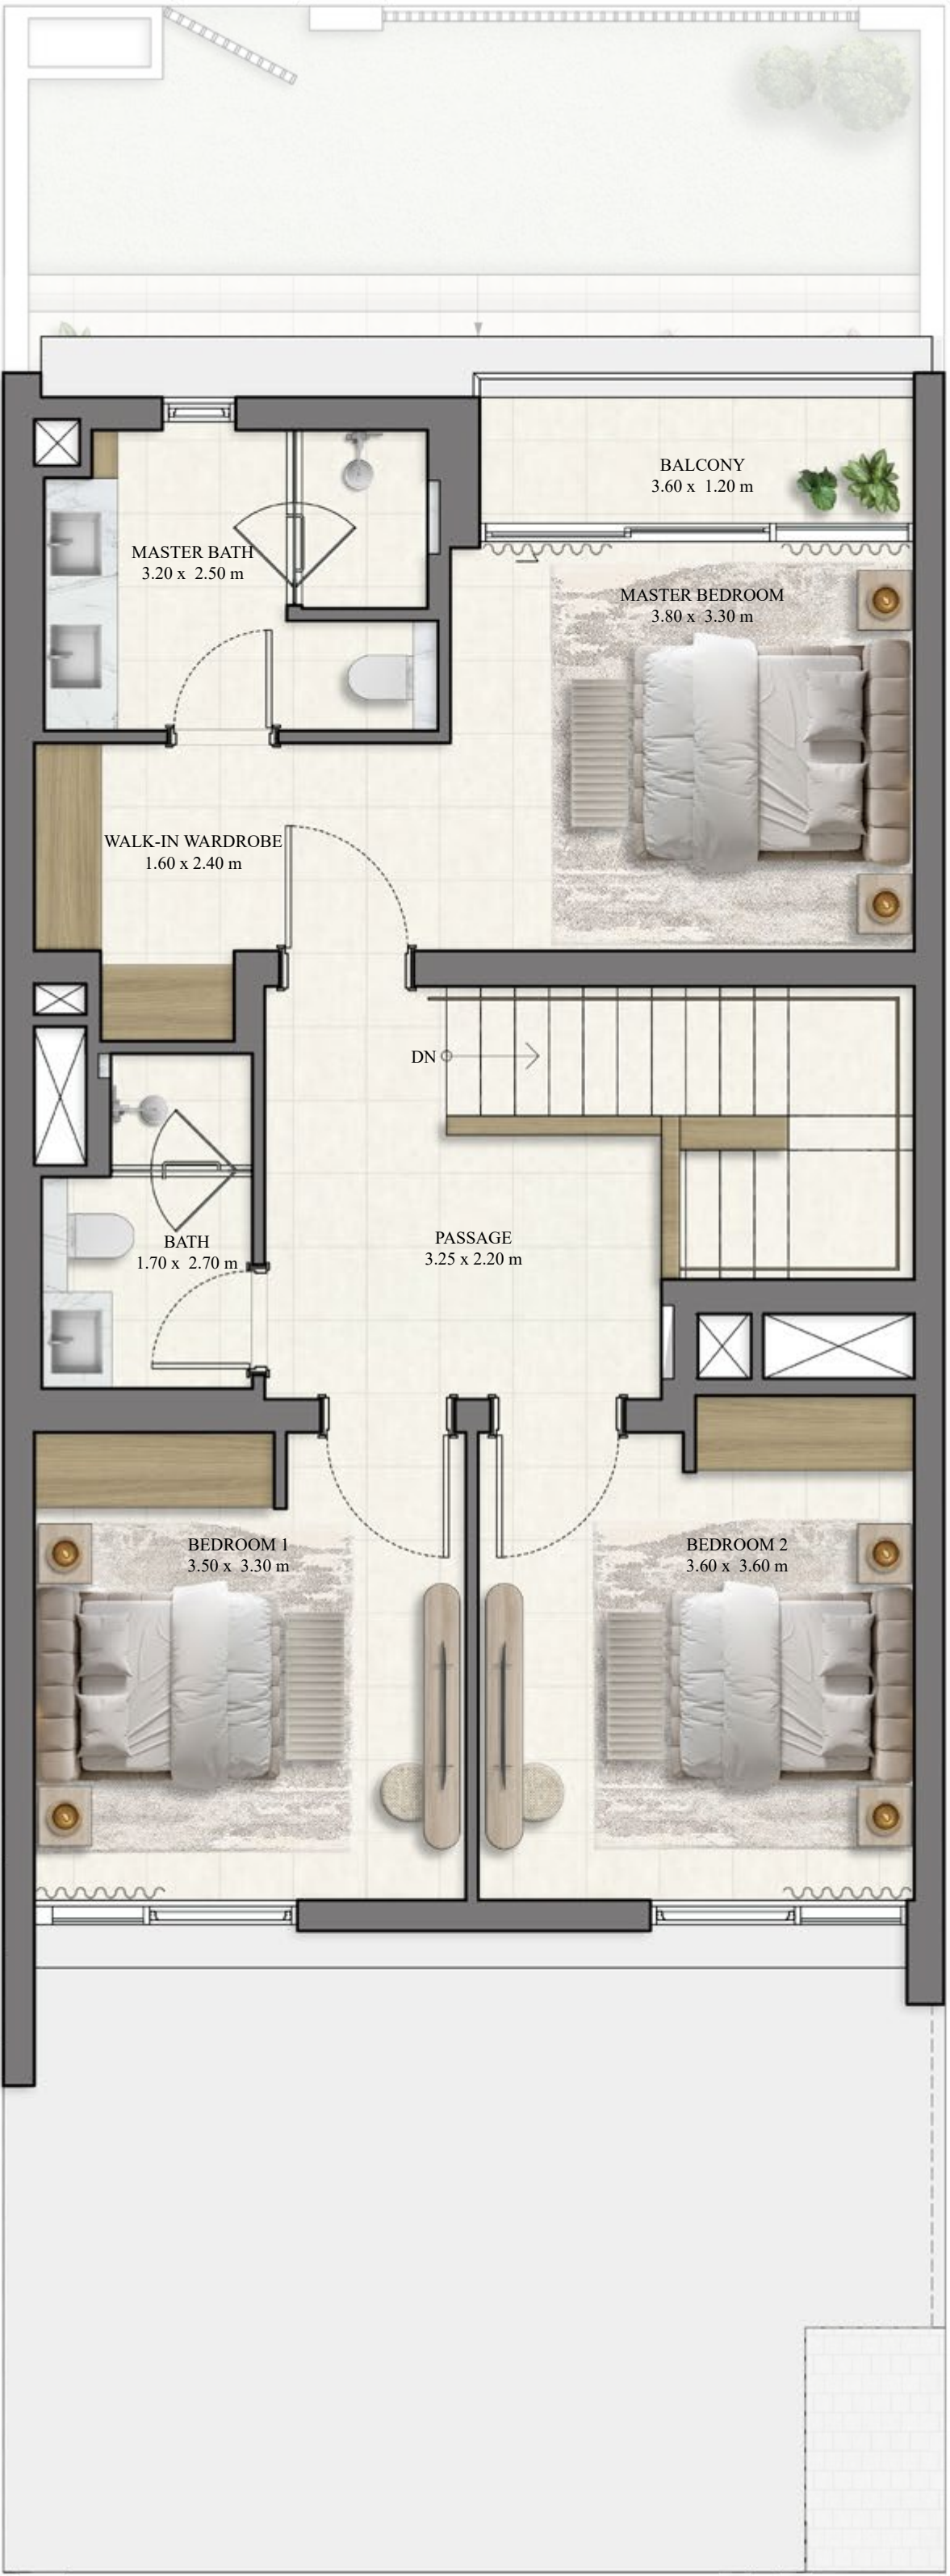 BALCONY
3.60 x 1.20 m
MASTER BATH
3.20 x 2.50 m
MASTER BEDROOM
3.80 x 3.30 m
WALK-IN WARDROBE
1.60 x 2.40 m
DN
BATH
1.70 x 2.70 m
PASSAGE
3.25 x 2.20 m
BEDROOM 1
3.50 x 3.30 m
BEDROOM 2
3.60 x 3.60 m